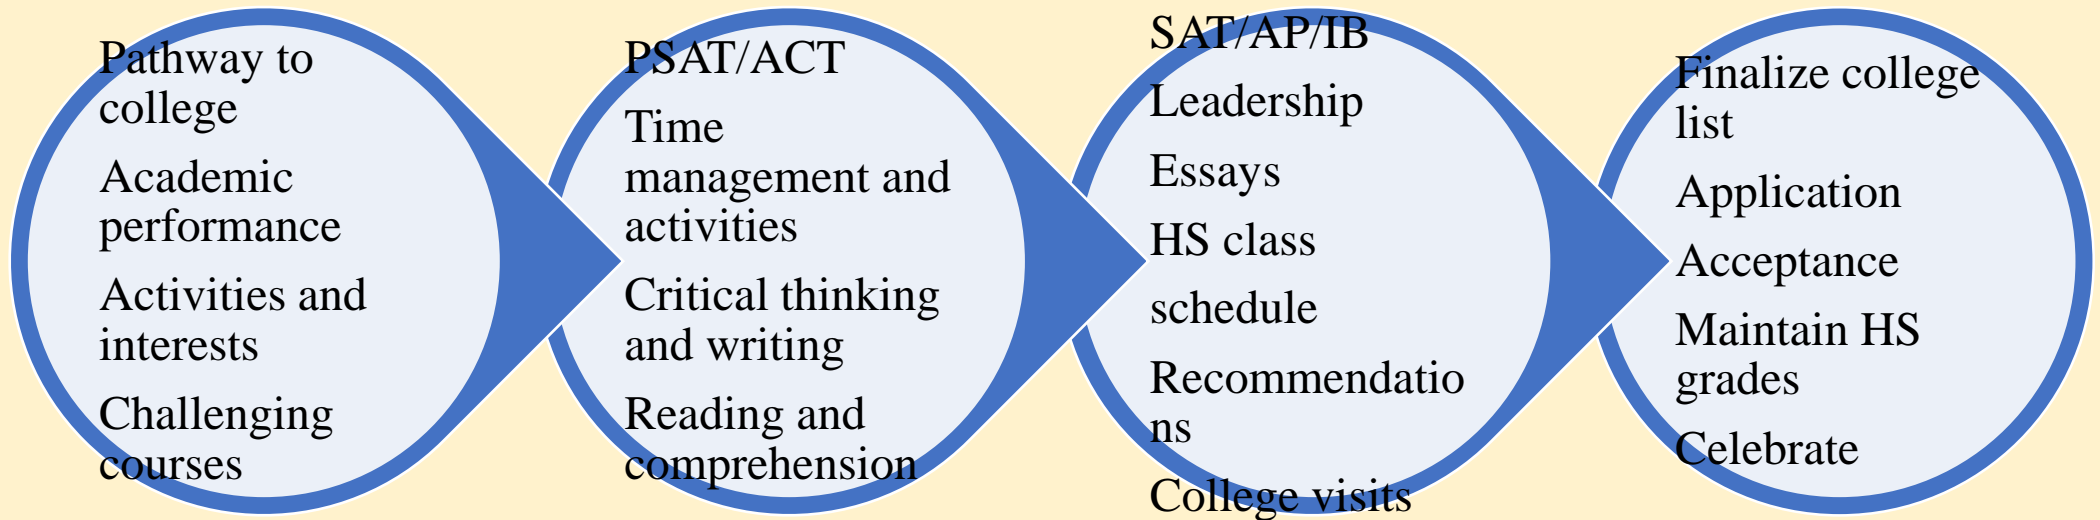 Pathway to
college
Academic
performance
Activities and
interests
Challenging
courses
PSAT/ACT
Time
management and
activities
Critical thinking
and writing
Reading and
comprehension
SAT/AP/IB
Leadership
Essays
HS class
schedule
Recommendatio
ns
College visits
Finalize college
list
Application
Acceptance
Maintain HS
grades
Celebrate